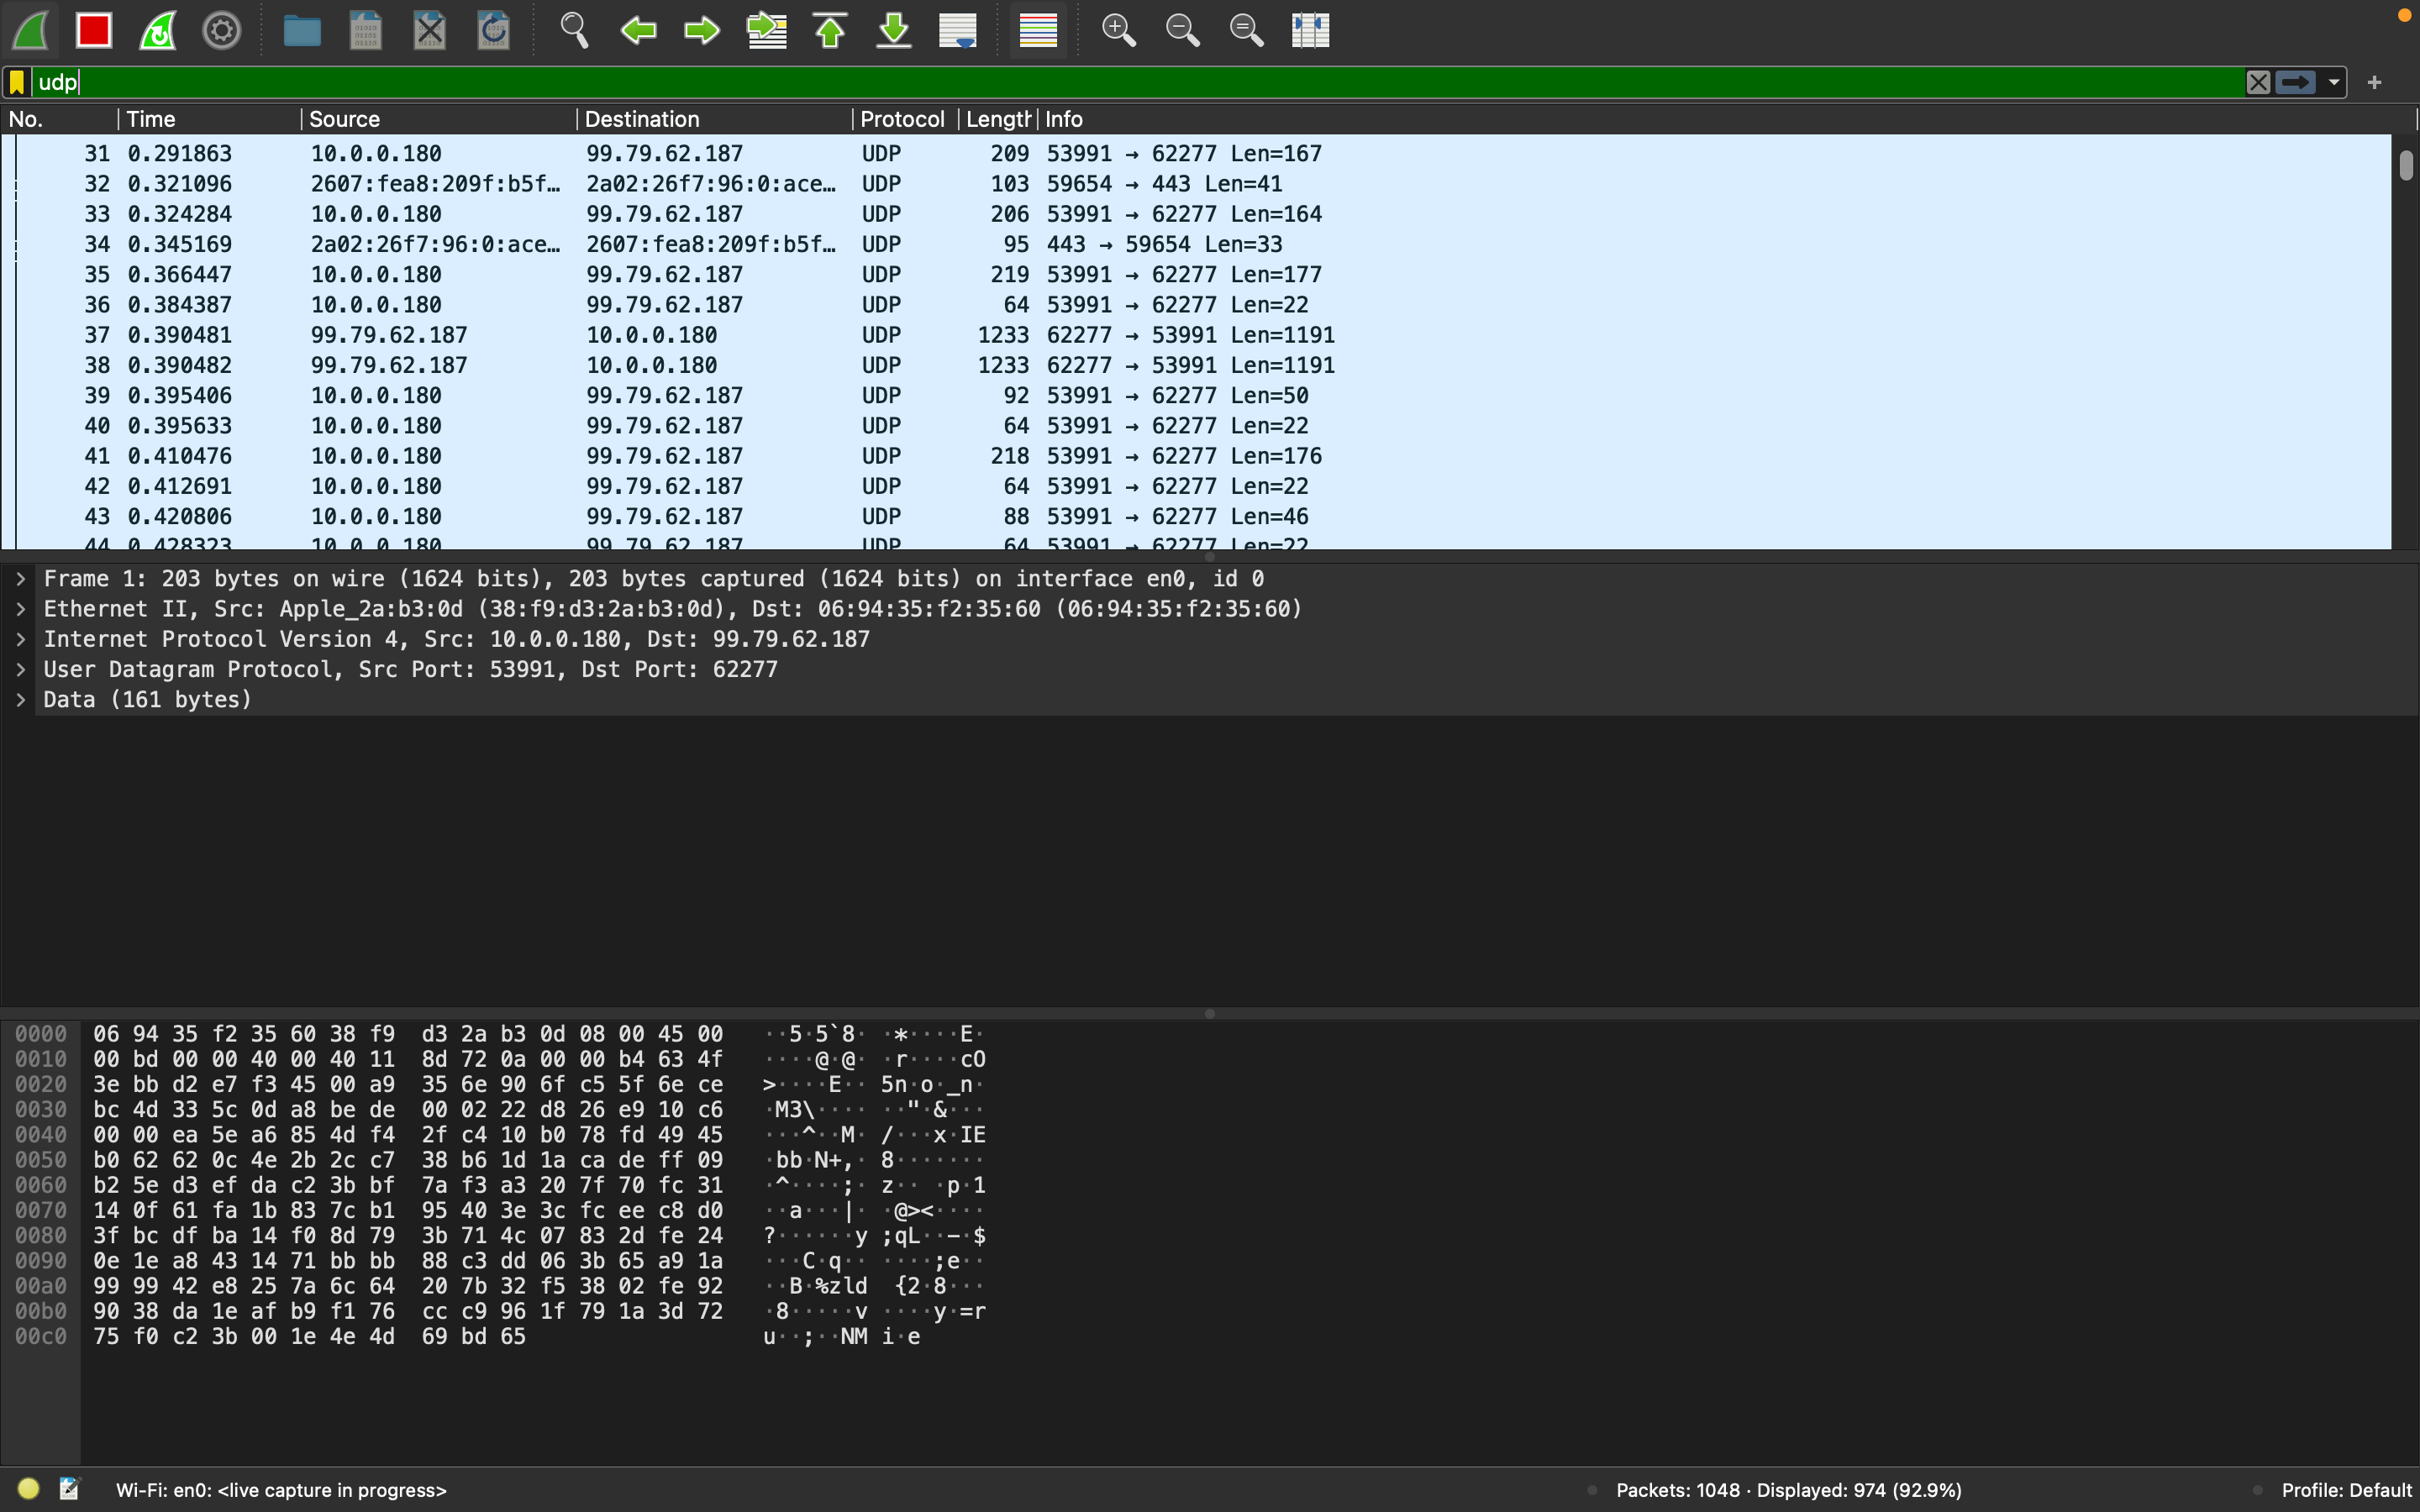 udp
No. Time Source Destination Protocol Length Info
31 0.291863 10.0.0.180 99.79.62.187 UDP 209 53991 → 62277 Len=167
32 0.321096 2607:fea8:209f:b5f… 2a02:26f7:96:0:ace… UDP 103 59654 → 443 Len=41
33 0.324284 10.0.0.180 99.79.62.187 UDP 206 53991 → 62277 Len=164
34 0.345169 2a02:26f7:96:0:ace… 2607:fea8:209f:b5f… UDP 95 443 → 59654 Len=33
35 0.366447 10.0.0.180 99.79.62.187 UDP 219 53991 → 62277 Len=177
36 0.384387 10.0.0.180 99.79.62.187 UDP 64 53991 → 62277 Len=22
37 0.390481 99.79.62.187 10.0.0.180 UDP 1233 62277 → 53991 Len=1191
38 0.390482 99.79.62.187 10.0.0.180 UDP 1233 62277 → 53991 Len=1191
39 0.395406 10.0.0.180 99.79.62.187 UDP 92 53991 → 62277 Len=50
40 0.395633 10.0.0.180 99.79.62.187 UDP 64 53991 → 62277 Len=22
41 0.410476 10.0.0.180 99.79.62.187 UDP 218 53991 → 62277 Len=176
42 0.412691 10.0.0.180 99.79.62.187 UDP 64 53991 → 62277 Len=22
43 0.420806 10.0.0.180 99.79.62.187 UDP 88 53991 → 62277 Len=46
44 0.428323 10.0.0.180 99.79.62.187 UDP 64 53991 → 62277 Len=22
Frame 1: 203 bytes on wire (1624 bits), 203 bytes captured (1624 bits) on interface en0, id 0
Ethernet II, Src: Apple_2a:b3:0d (38:f9:d3:2a:b3:0d), Dst: 06:94:35:f2:35:60 (06:94:35:f2:35:60)
Internet Protocol Version 4, Src: 10.0.0.180, Dst: 99.79.62.187
User Datagram Protocol, Src Port: 53991, Dst Port: 62277
Data (161 bytes)
0000 06 94 35 f2 35 60 38 f9 d3 2a b3 0d 08 00 45 00 ··5·5`8· ·*····E·
0010 00 bd 00 00 40 00 40 11 8d 72 0a 00 00 b4 63 4f ····@·@· ·r····cO
0020 3e bb d2 e7 f3 45 00 a9 35 6e 90 6f c5 5f 6e ce >····E·· 5n·o·_n·
0030 bc 4d 33 5c 0d a8 be de 00 02 22 d8 26 e9 10 c6 ·M3\···· ··"·&···
0040 00 00 ea 5e a6 85 4d f4 2f c4 10 b0 78 fd 49 45 ···^··M· /···x·IE
0050 b0 62 62 0c 4e 2b 2c c7 38 b6 1d 1a ca de ff 09 ·bb·N+,· 8·······
0060 b2 5e d3 ef da c2 3b bf 7a f3 a3 20 7f 70 fc 31 ·^····;· z·· ·p·1
0070 14 0f 61 fa 1b 83 7c b1 95 40 3e 3c fc ee c8 d0 ··a···|· ·@><····
0080 3f bc df ba 14 f0 8d 79 3b 71 4c 07 83 2d fe 24 ?······y ;qL··-·$
0090 0e 1e a8 43 14 71 bb bb 88 c3 dd 06 3b 65 a9 1a ···C·q·· ····;e··
00a0 99 99 42 e8 25 7a 6c 64 20 7b 32 f5 38 02 fe 92 ··B·%zld {2·8···
00b0 90 38 da 1e af b9 f1 76 cc c9 96 1f 79 1a 3d 72 ·8·····v ····y·=r
00c0 75 f0 c2 3b 00 1e 4e 4d 69 bd 65 u··;··NM i·e
Wi-Fi: en0: <live capture in progress> Packets: 1048 · Displayed: 974 (92.9%) Profile: Default